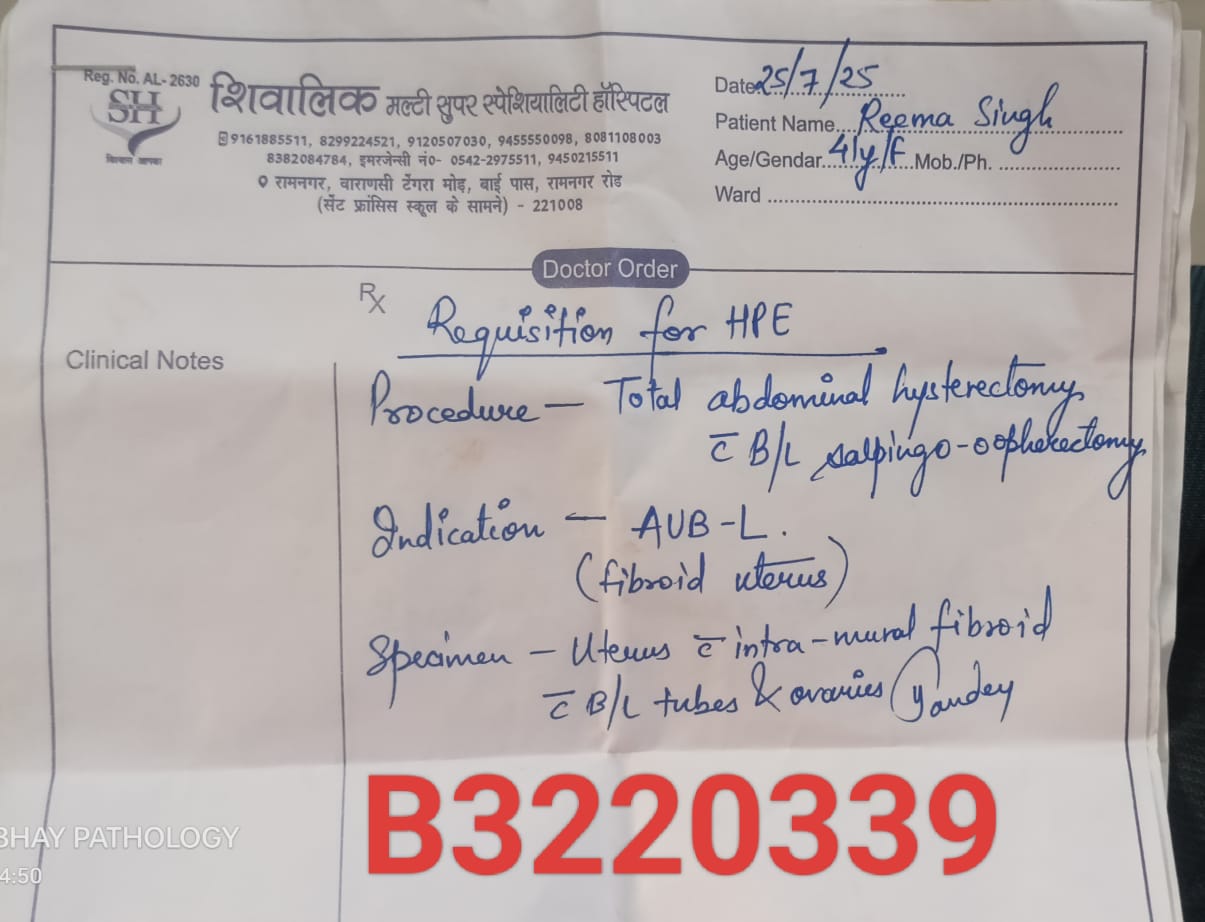 Reg. No. AL- 2630
SH
विश्वास आपका
शिवालिक मल्टी सुपर स्पेशियालिटी हॉस्पिटल
9161885511, 8299224521, 9120507030, 9455550098, 8081108003
8382084784, इमरजेन्सी नं०- 0542-2975511, 9450215511
रामनगर, वाराणसी टेंगरा मोड़, बाई पास, रामनगर रोड
(सेंट फ्रांसिस स्कूल के सामने) - 221008
Date 25/7/25
Patient Name... Reema Singh
Age/Gendar.. 41y/F Mob./Ph.
Ward
Doctor Order
Rx
Requisition for HPE
Clinical Notes
Procedure — Total abdominal hysterectomy
c̅ B/L salpingo-oopherectomy
Indication — AUB-L.
(fibroid uterus)
Specimen — Uterus c̅ intra-mural fibroid
c̅ B/L tubes & ovaries Pandey
B3220339
BHAY PATHOLOGY
4:50